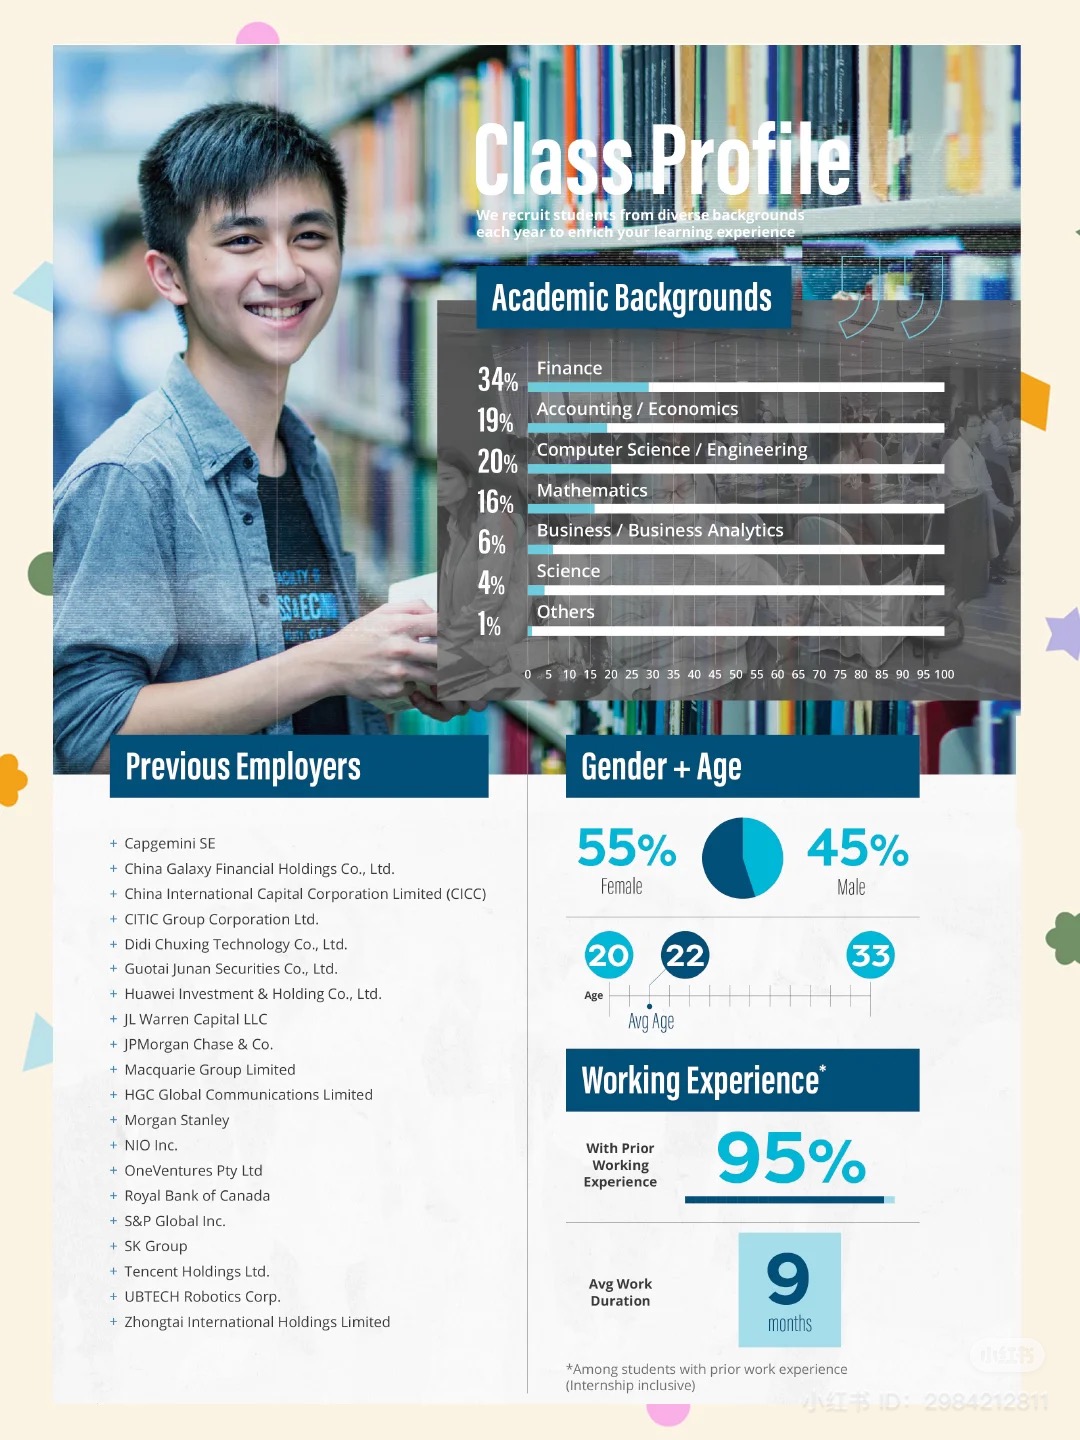 Class Profile
We recruit students from diverse backgrounds
each year to enrich your learning experience
Academic Backgrounds
34% Finance
19% Accounting / Economics
20% Computer Science / Engineering
16% Mathematics
6% Business / Business Analytics
4% Science
1% Others
0 5 10 15 20 25 30 35 40 45 50 55 60 65 70 75 80 85 90 95 100
Previous Employers
+ Capgemini SE
+ China Galaxy Financial Holdings Co., Ltd.
+ China International Capital Corporation Limited (CICC)
+ CITIC Group Corporation Ltd.
+ Didi Chuxing Technology Co., Ltd.
+ Guotai Junan Securities Co., Ltd.
+ Huawei Investment & Holding Co., Ltd.
+ JL Warren Capital LLC
+ JPMorgan Chase & Co.
+ Macquarie Group Limited
+ HGC Global Communications Limited
+ Morgan Stanley
+ NIO Inc.
+ OneVentures Pty Ltd
+ Royal Bank of Canada
+ S&P Global Inc.
+ SK Group
+ Tencent Holdings Ltd.
+ UBTECH Robotics Corp.
+ Zhongtai International Holdings Limited
Gender + Age
55% 45%
Female Male
20 22 33
Age
Avg Age
Working Experience*
With Prior
Working
Experience
95%
Avg Work
Duration
9
months
*Among students with prior work experience
(Internship inclusive)
小红书
小红书 ID: 2984212811